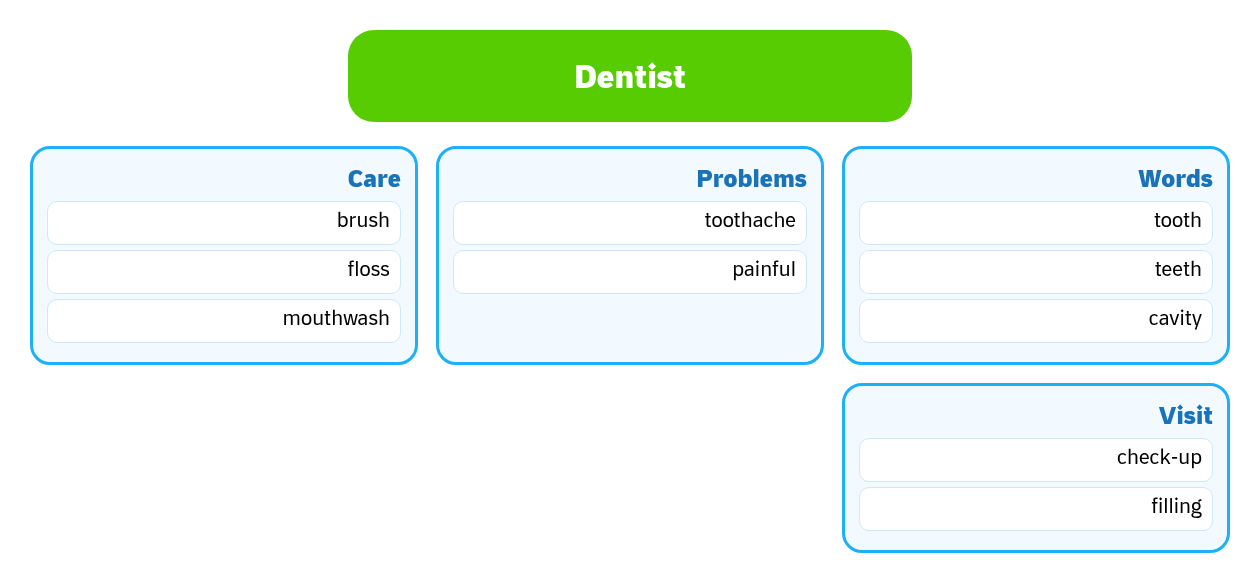 Dentist
Words
tooth
teeth
cavity
Problems
toothache
painful
Care
brush
floss
mouthwash
Visit
check-up
filling